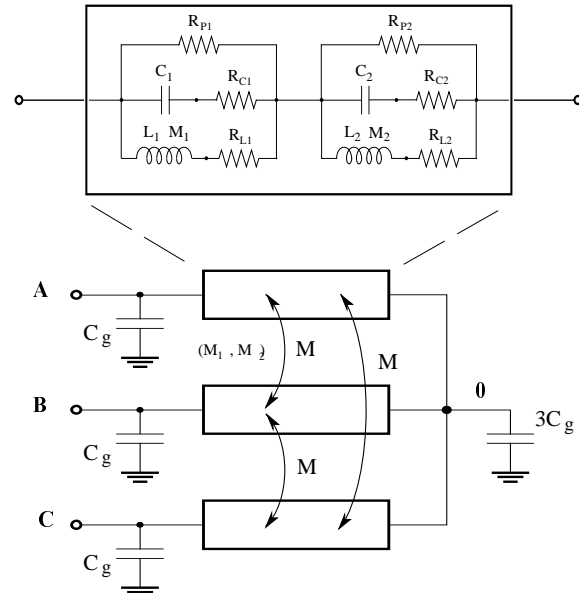 R_P1 R_P2
C_1 R_C1 C_2 R_C2
L_1 M_1 R_L1 L_2 M_2 R_L2
A
C_g
(M_1 , M_2) M
M
B 0
C_g 3C_g
M
C
C_g